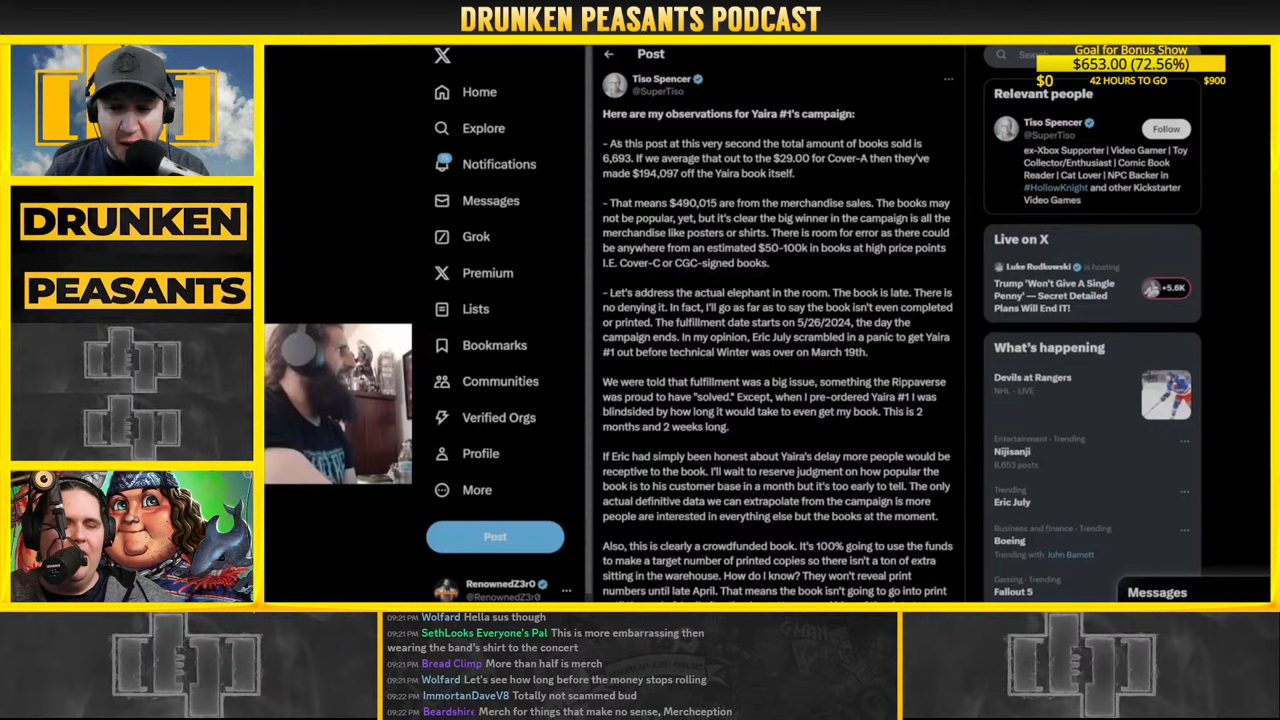 DRUNKEN PEASANTS PODCAST
Goal for Bonus Show
$653.00 (72.56%)
$0
42 HOURS TO GO
$900
DRUNKEN
PEASANTS
Home
Explore
Notifications
Messages
Grok
Premium
Lists
Bookmarks
Communities
Verified Orgs
Profile
More
Post
RenownedZ3r0
@RenownedZ3r0
Post
Tiso Spencer
@SuperTiso
Here are my observations for Yaira #1's campaign:
- As this post at this very second the total amount of books sold is
6,693. If we average that out to the $29.00 for Cover-A then they've
made $194,097 off the Yaira book itself.
- That means $490,015 are from the merchandise sales. The books may
not be popular, yet, but it's clear the big winner in the campaign is all the
merchandise like posters or shirts. There is room for error as there could
be anywhere from an estimated $50-100k in books at high price points
I.E. Cover-C or CGC-signed books.
- Let's address the actual elephant in the room. The book is late. There is
no denying it. In fact, I'll go as far as to say the book isn't even completed
or printed. The fulfillment date starts on 5/26/2024, the day the
campaign ends. In my opinion, Eric July scrambled in a panic to get Yaira
#1 out before technical Winter was over on March 19th.
We were told that fulfillment was a big issue, something the Rippaverse
was proud to have "solved." Except, when I pre-ordered Yaira #1 I was
blindsided by how long it would take to even get my book. This is 2
months and 2 weeks long.
If Eric had simply been honest about Yaira's delay more people would be
receptive to the book. I'll wait to reserve judgment on how popular the
book is to his customer base in a month but it's too early to tell. The only
actual definitive data we can extrapolate from the campaign is more
people are interested in everything else but the books at the moment.
Also, this is clearly a crowdfunded book. It's 100% going to use the funds
to make a target number of printed copies so there isn't a ton of extra
sitting in the warehouse. How do I know? They won't reveal print
numbers until late April. That means the book isn't going to go into print
Relevant people
Tiso Spencer
@SuperTiso
Follow
ex-Xbox Supporter | Video Gamer | Toy
Collector/Enthusiast | Comic Book
Reader | Cat Lover | NPC Backer in
#HollowKnight and other Kickstarter
Video Games
Live on X
Luke Rudkowski is hosting
Trump 'Won't Give A Single
Penny' — Secret Detailed
Plans Will End IT!
+5.6K
What's happening
Devils at Rangers
NHL - LIVE
Entertainment · Trending
Nijisanji
8,653 posts
Trending
Eric July
Business and finance · Trending
Boeing
Trending with John Barnett
Gaming · Trending
Fallout 5
Messages
09:21 PM Wolfard Hella sus though
09:21 PM SethLooks Everyone's Pal This is more embarrassing then
wearing the band's shirt to the concert
09:21 PM Bread Climp More than half is merch
09:21 PM Wolfard Let's see how long before the money stops rolling
09:22 PM ImmortanDaveV8 Totally not scammed bud
09:22 PM Beardshire Merch for things that make no sense, Merchception